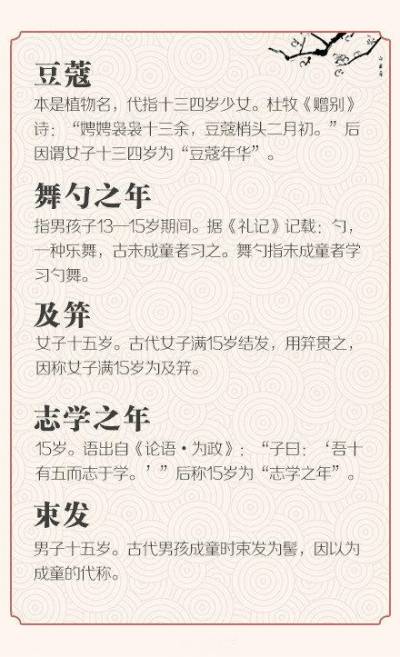 豆蔻
本是植物名，代指十三四岁少女。杜牧《赠别》
诗：“娉娉袅袅十三余，豆蔻梢头二月初。”后
因谓女子十三四岁为“豆蔻年华”。
舞勺之年
指男孩子13—15岁期间。据《礼记》记载：勺，
一种乐舞，古未成童者习之。舞勺指未成童者学
习勺舞。
及笄
女子十五岁。古代女子满15岁结发，用笄贯之，
因称女子满15岁为及笄。
志学之年
15岁。语出自《论语·为政》：“子曰：‘吾十
有五而志于学。’”后称15岁为“志学之年”。
束发
男子十五岁。古代男孩成童时束发为髻，因以为
成童的代称。